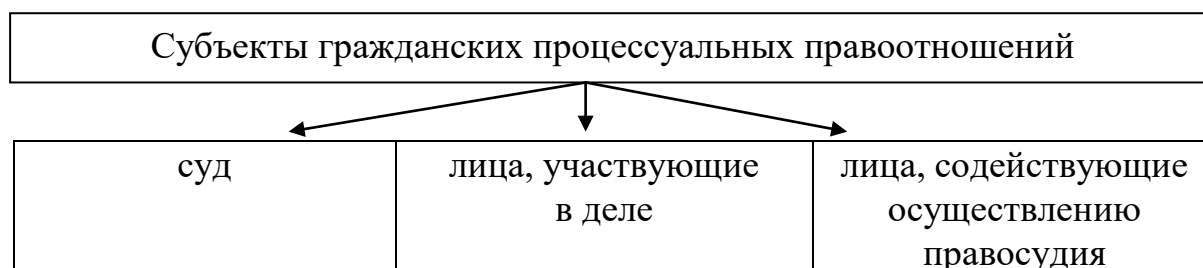 Субъекты гражданских процессуальных правоотношений
суд
лица, участвующие
в деле
лица, содействующие
осуществлению
правосудия